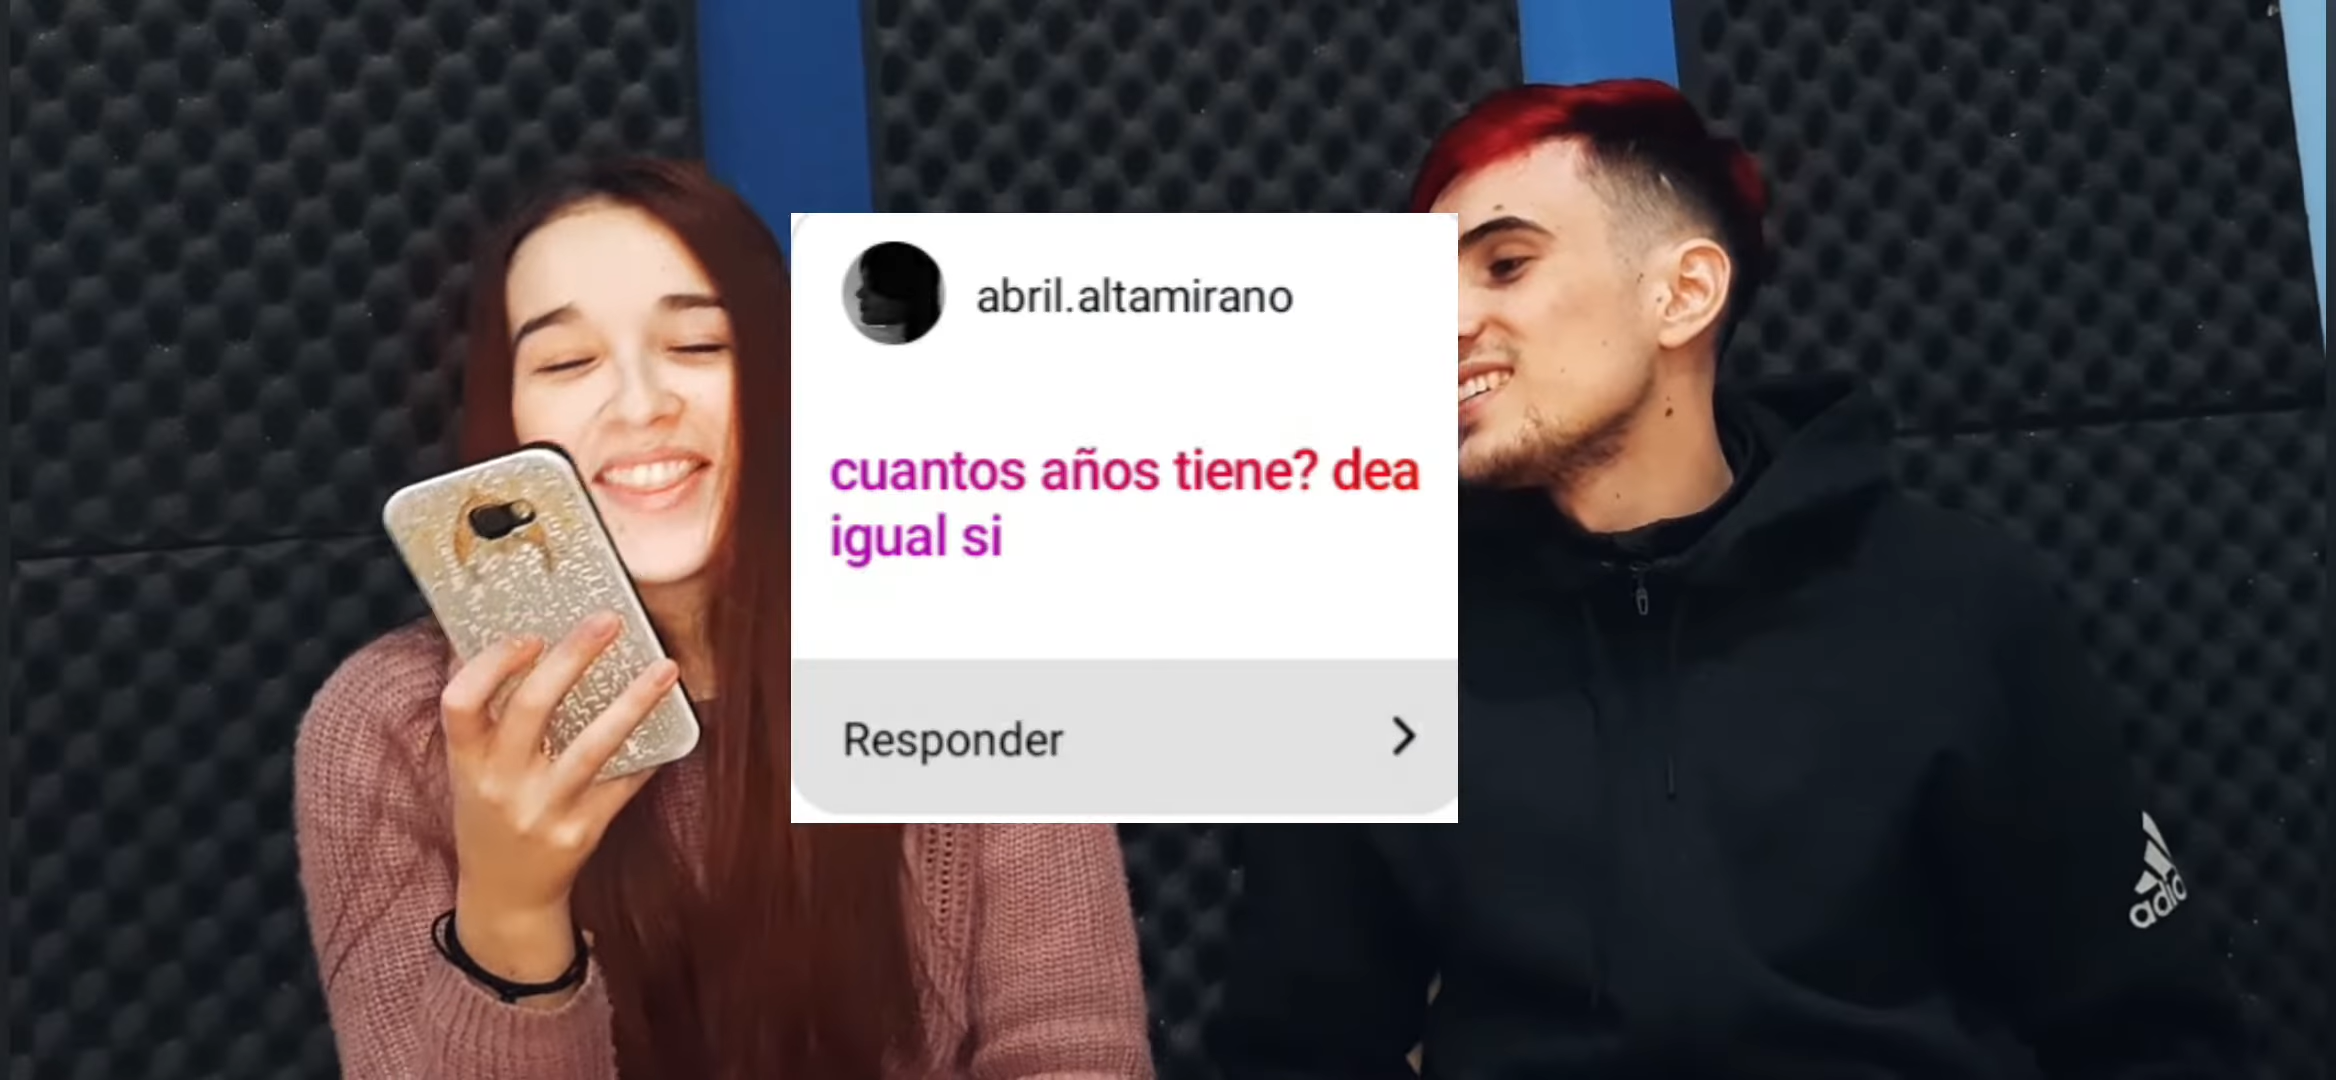 abril.altamirano
cuantos años tiene? dea
igual si
Responder
adid